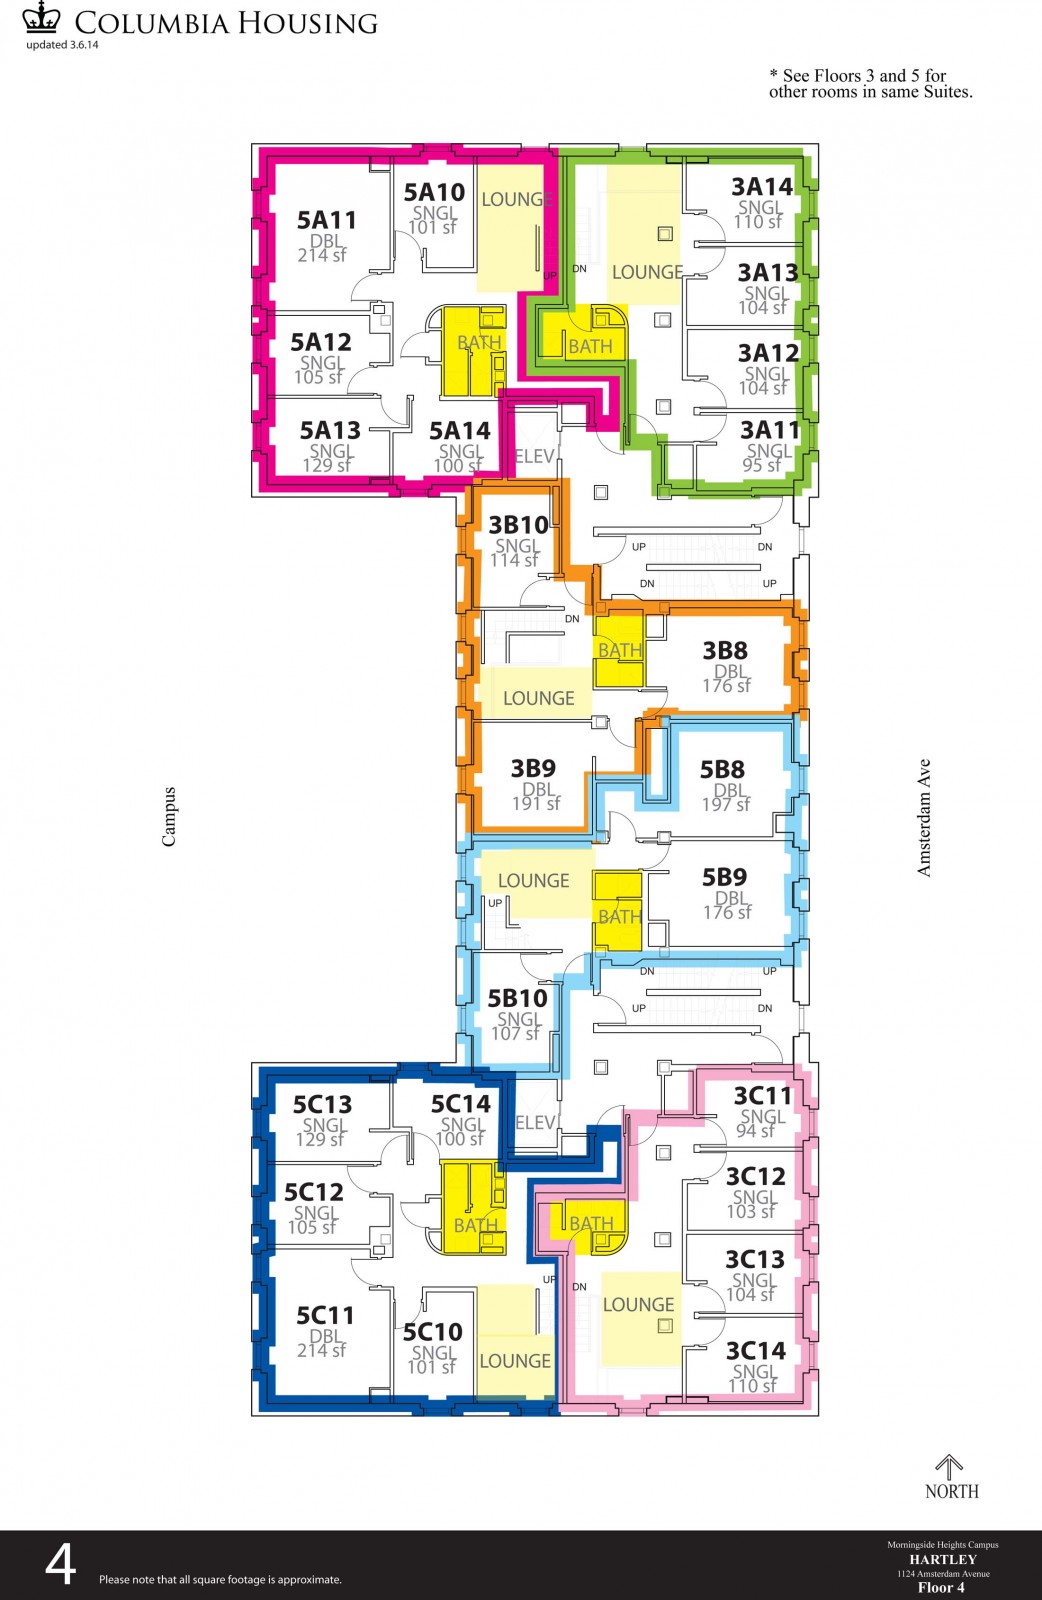 COLUMBIA HOUSING
updated 3.6.14
* See Floors 3 and 5 for
other rooms in same Suites.
5A11
DBL
214 sf
5A10
SNGL
101 sf
LOUNGE
UP
DN
LOUNGE
3A14
SNGL
110 sf
3A13
SNGL
104 sf
5A12
SNGL
105 sf
BATH
BATH
3A12
SNGL
104 sf
5A13
SNGL
129 sf
5A14
SNGL
100 sf
ELEV
3A11
SNGL
95 sf
3B10
SNGL
114 sf
UP
DN
DN
UP
DN
BATH
3B8
DBL
176 sf
LOUNGE
3B9
DBL
191 sf
5B8
DBL
197 sf
Campus
Amsterdam Ave
LOUNGE
UP
BATH
5B9
DBL
176 sf
5B10
SNGL
107 sf
DN
UP
UP
DN
5C13
SNGL
129 sf
5C14
SNGL
100 sf
ELEV
3C11
SNGL
94 sf
5C12
SNGL
105 sf
BATH
BATH
3C12
SNGL
103 sf
3C13
SNGL
104 sf
UP
DN
5C11
DBL
214 sf
5C10
SNGL
101 sf
LOUNGE
LOUNGE
3C14
SNGL
110 sf
NORTH
4
Please note that all square footage is approximate.
Morningside Heights Campus
HARTLEY
1124 Amsterdam Avenue
Floor 4